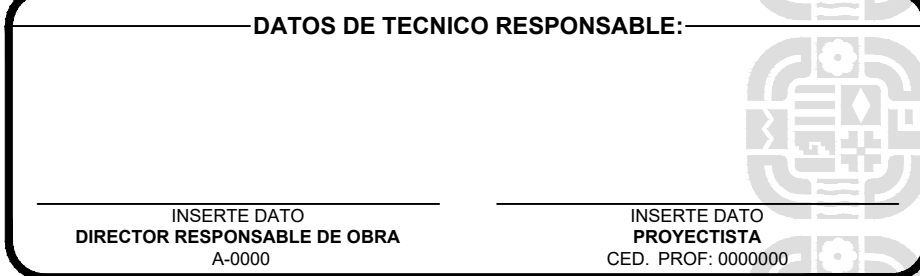 DATOS DE TECNICO RESPONSABLE:
INSERTE DATO
DIRECTOR RESPONSABLE DE OBRA
A-0000
INSERTE DATO
PROYECTISTA
CED. PROF: 0000000